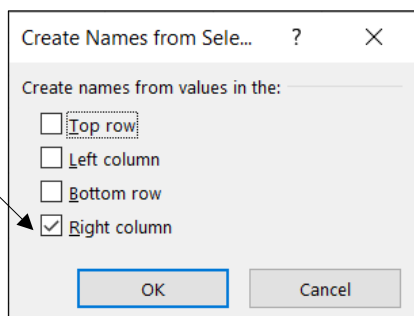 Create Names from Sele... ?
Create names from values in the:
Top row
Left column
Bottom row
Right column
OK Cancel